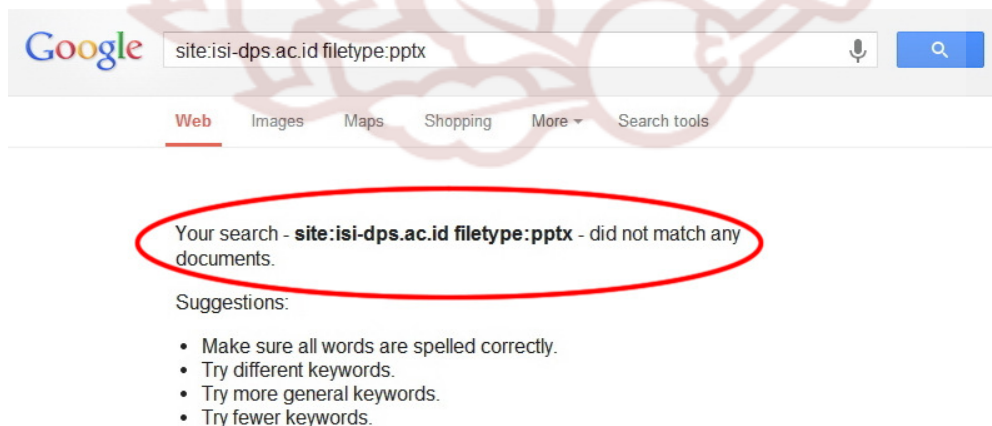 Google site:isi-dps.ac.id filetype:pptx
Web Images Maps Shopping More Search tools
Your search - site:isi-dps.ac.id filetype:pptx - did not match any
documents.
Suggestions:
• Make sure all words are spelled correctly.
• Try different keywords.
• Try more general keywords.
• Try fewer keywords.